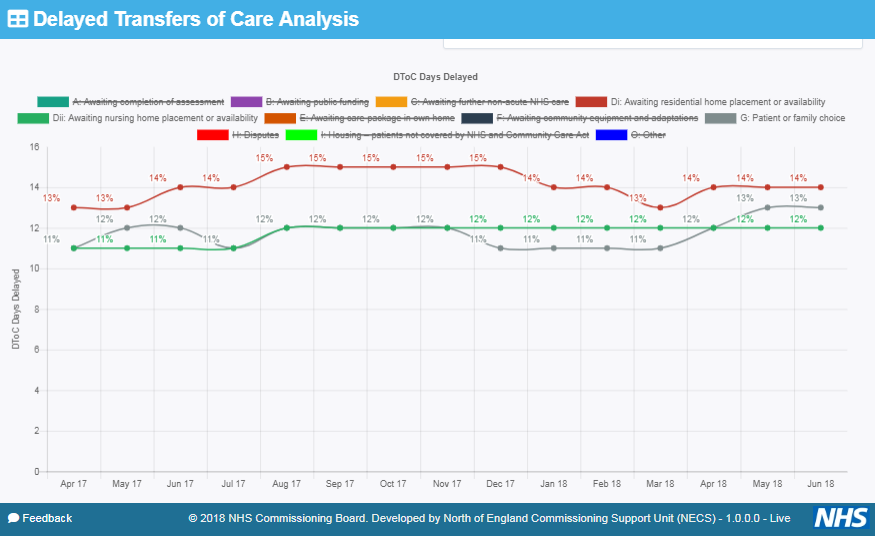 Delayed Transfers of Care Analysis
DToC Days Delayed
A: Awaiting completion of assessment B: Awaiting public funding C: Awaiting further non-acute NHS care Di: Awaiting residential home placement or availability
Dii: Awaiting nursing home placement or availability E: Awaiting care package in own home F: Awaiting community equipment and adaptations G: Patient or family choice
H: Disputes I: Housing – patients not covered by NHS and Community Care Act O: Other
16
15% 15% 15% 15% 15%
14% 14% 14% 14% 14% 14% 14%
14
13% 13% 13% 13% 13%
12% 12% 12% 12% 12% 12% 12% 12% 12% 12% 12% 12% 12% 12%
12
11% 11% 11% 11% 11% 11% 11% 11%
10
8
6
4
2
0
DToC Days Delayed
Apr 17 May 17 Jun 17 Jul 17 Aug 17 Sep 17 Oct 17 Nov 17 Dec 17 Jan 18 Feb 18 Mar 18 Apr 18 May 18 Jun 18
Feedback © 2018 NHS Commissioning Board. Developed by North of England Commissioning Support Unit (NECS) - 1.0.0.0 - Live NHS